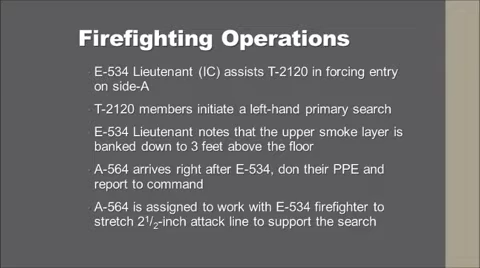 Firefighting Operations
E-534 Lieutenant (IC) assists T-2120 in forcing entry
on side-A
T-2120 members initiate a left-hand primary search
E-534 Lieutenant notes that the upper smoke layer is
banked down to 3 feet above the floor
A-564 arrives right after E-534, don their PPE and
report to command
A-564 is assigned to work with E-534 firefighter to
stretch 2 1/2-inch attack line to support the search